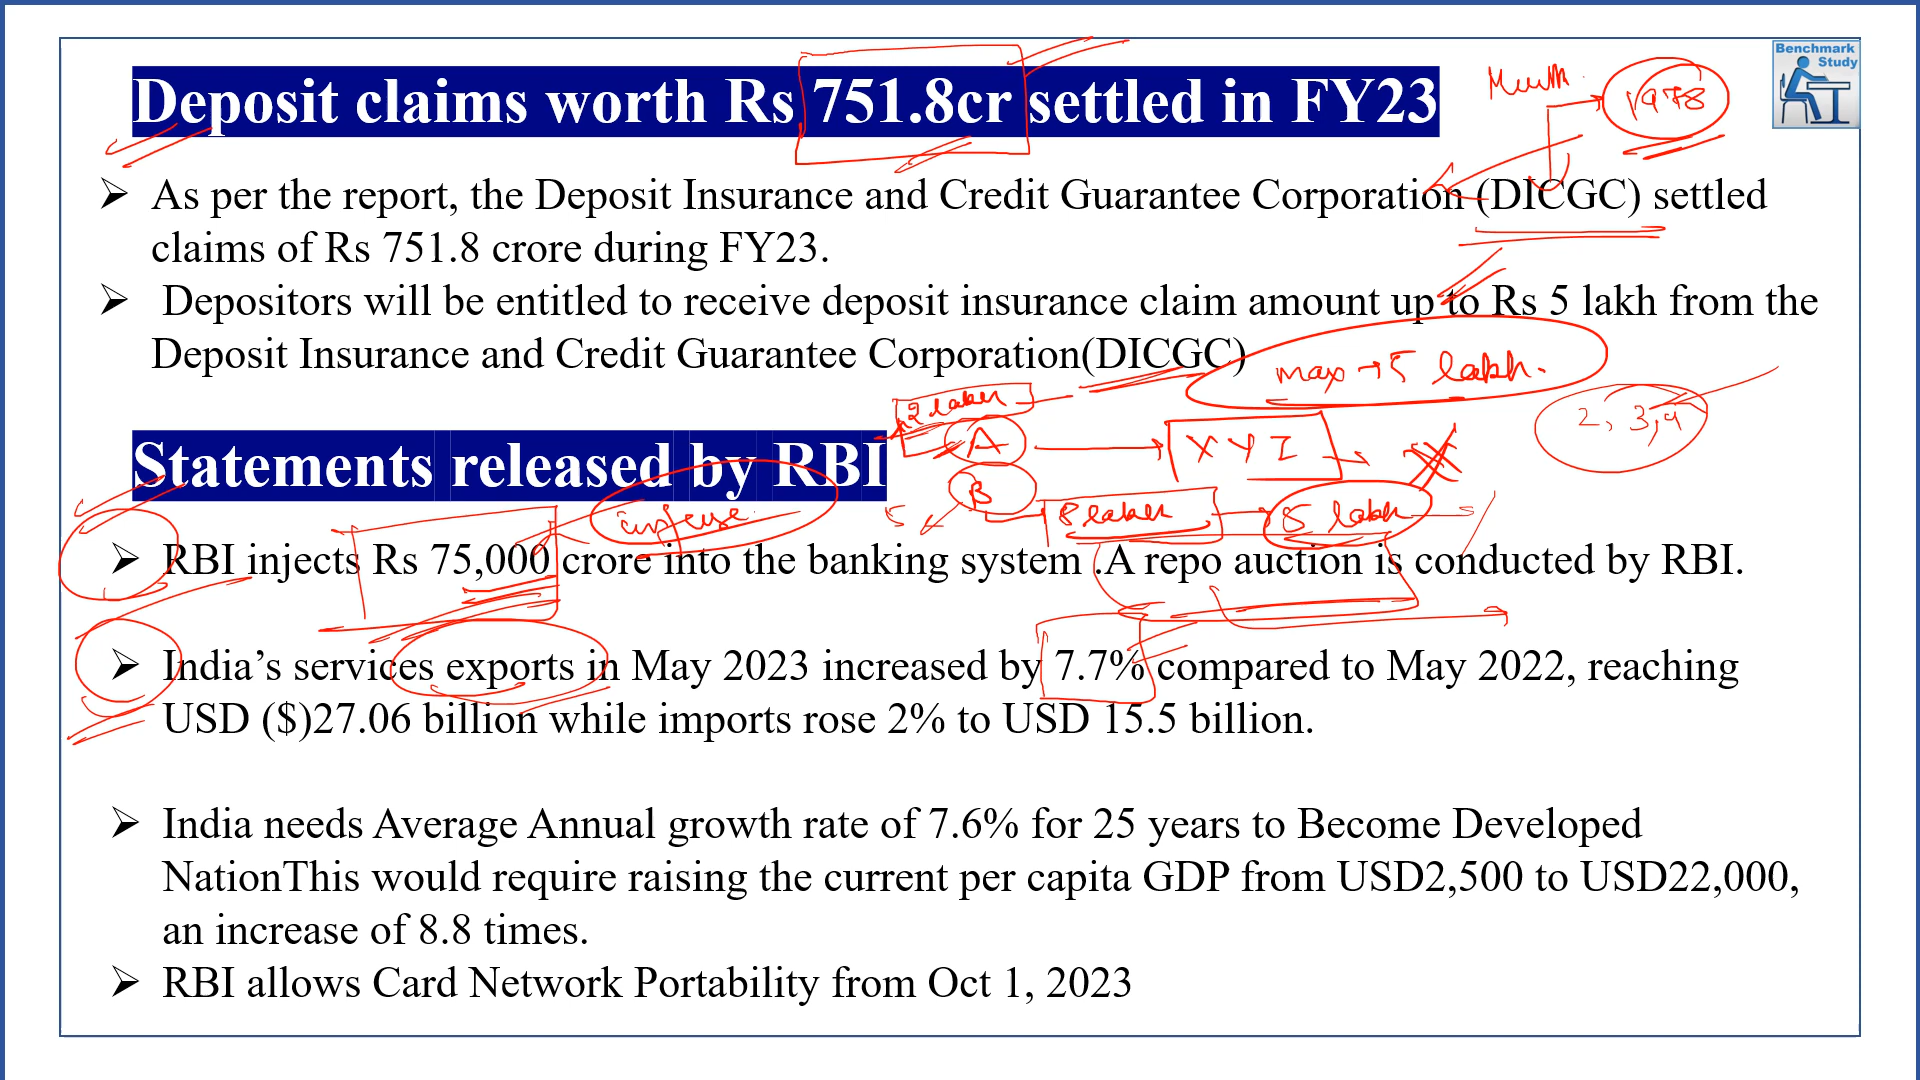 Benchmark
Study
Deposit claims worth Rs 751.8cr settled in FY23
1978
➢ As per the report, the Deposit Insurance and Credit Guarantee Corporation (DICGC) settled
claims of Rs 751.8 crore during FY23.
➢ Depositors will be entitled to receive deposit insurance claim amount up to Rs 5 lakh from the
Deposit Insurance and Credit Guarantee Corporation(DICGC)
max → 5 lakh.
2 lakh
2, 3, 4
A → XYZ →
Statements released by RBI
B
infuse
5
8 lakh → 5 lakh
➢ RBI injects Rs 75,000 crore into the banking system .A repo auction is conducted by RBI.
➢ India’s services exports in May 2023 increased by 7.7% compared to May 2022, reaching
USD ($)27.06 billion while imports rose 2% to USD 15.5 billion.
➢ India needs Average Annual growth rate of 7.6% for 25 years to Become Developed
NationThis would require raising the current per capita GDP from USD2,500 to USD22,000,
an increase of 8.8 times.
➢ RBI allows Card Network Portability from Oct 1, 2023